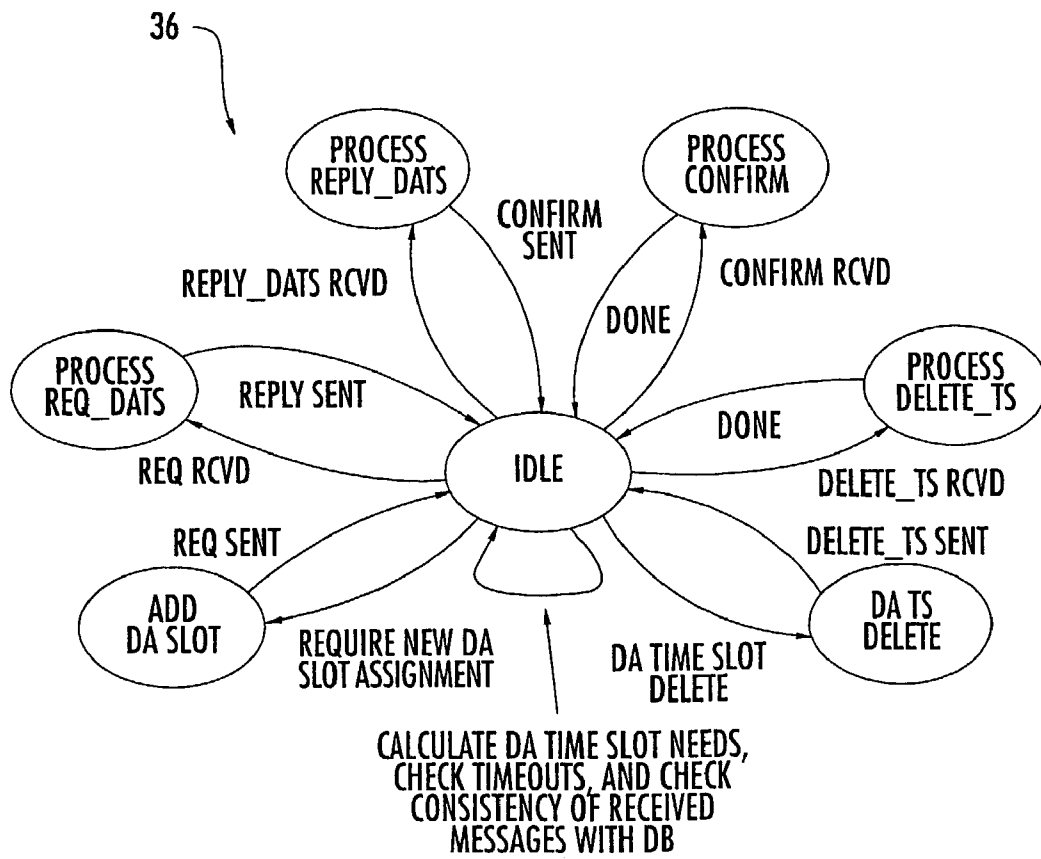 36
PROCESS
REPLY_DATS
PROCESS
CONFIRM
CONFIRM
SENT
REPLY_DATS RCVD
CONFIRM RCVD
DONE
PROCESS
REQ_DATS
REPLY SENT
PROCESS
DELETE_TS
DONE
REQ RCVD
IDLE
DELETE_TS RCVD
REQ SENT
DELETE_TS SENT
ADD
DA SLOT
REQUIRE NEW DA
SLOT ASSIGNMENT
DA TIME SLOT
DELETE
DA TS
DELETE
CALCULATE DA TIME SLOT NEEDS,
CHECK TIMEOUTS, AND CHECK
CONSISTENCY OF RECEIVED
MESSAGES WITH DB